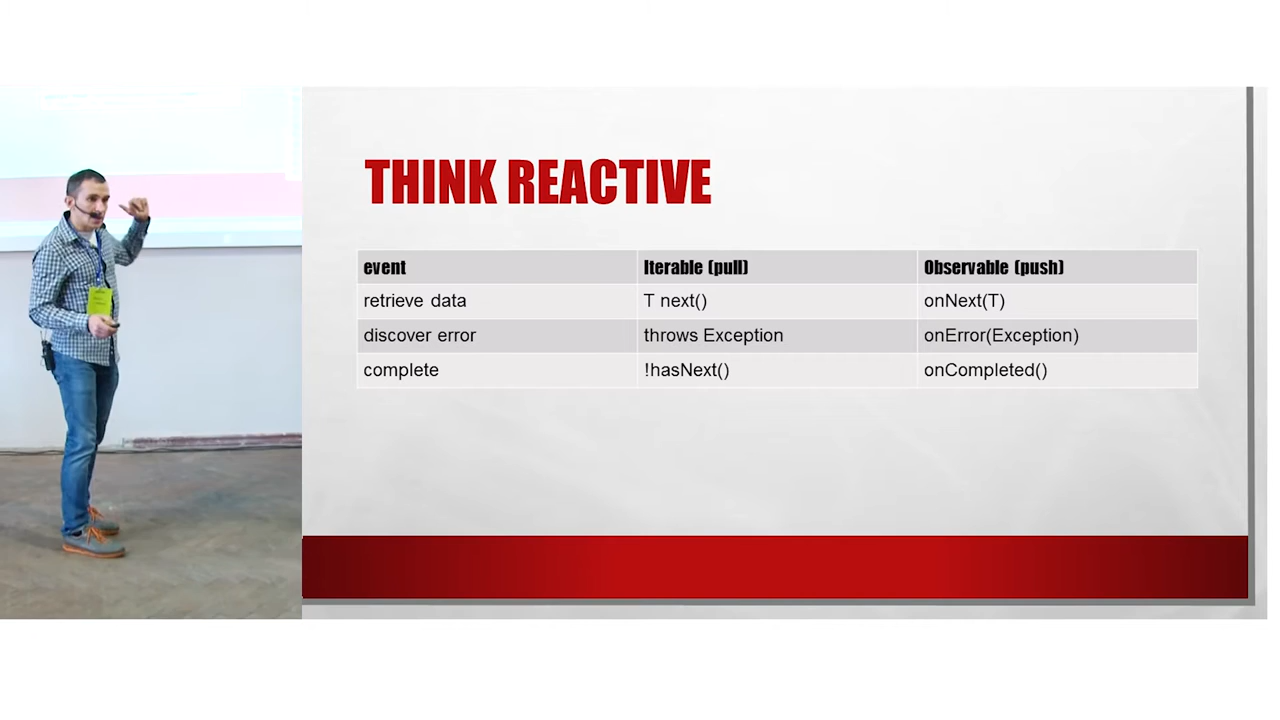 THINK REACTIVE
event Iterable (pull) Observable (push)
retrieve data T next() onNext(T)
discover error throws Exception onError(Exception)
complete !hasNext() onCompleted()